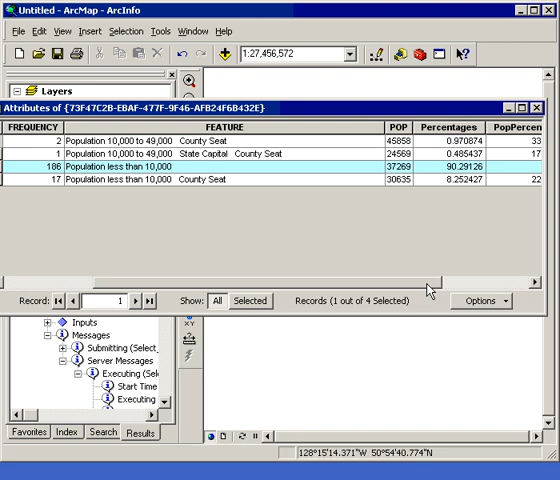 Untitled - ArcMap - ArcInfo
File Edit View Insert Selection Tools Window Help
1:27,456,572
Layers
Attributes of {73F47C2B-EBAF-477F-9F46-AFB24F6B432E}
FREQUENCY FEATURE POP Percentages PopPercen
2 Population 10,000 to 49,000 County Seat 45858 0.970874 33
1 Population 10,000 to 49,000 State Capital County Seat 24569 0.485437 17
186 Population less than 10,000 37269 90.29126
17 Population less than 10,000 County Seat 30635 8.252427 22
Record: 1 Show: All Selected Records (1 out of 4 Selected) Options
Inputs
Messages
Submitting (Select_
Server Messages
Executing (Sel
Start Time
Executing
XY
Favorites Index Search Results
128°15'14.371"W 50°54'40.774"N